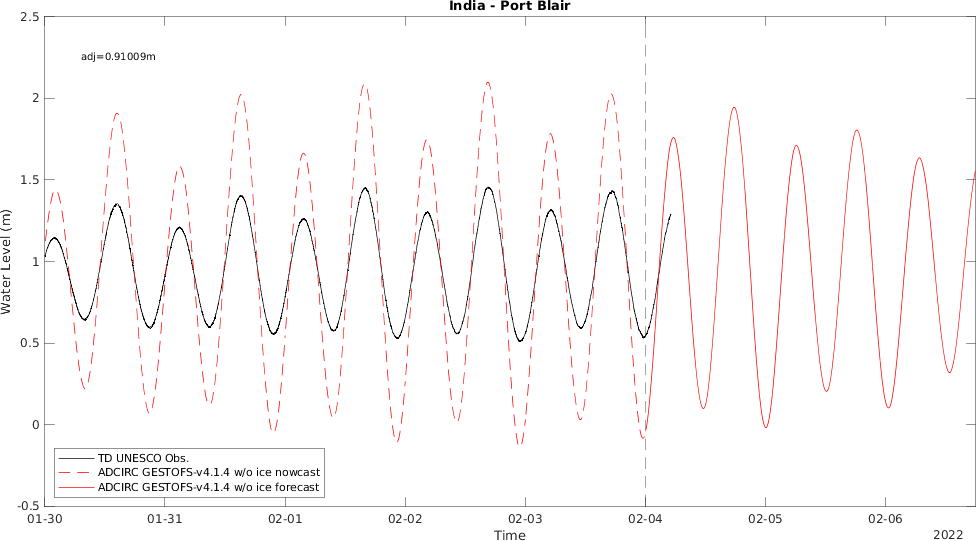 India - Port Blair
adj=0.91009m
Water Level (m)
2.5
2
1.5
1
0.5
0
-0.5
TD UNESCO Obs.
ADCIRC GESTOFS-v4.1.4 w/o ice nowcast
ADCIRC GESTOFS-v4.1.4 w/o ice forecast
01-30 01-31 02-01 02-02 02-03 02-04 02-05 02-06
Time
2022